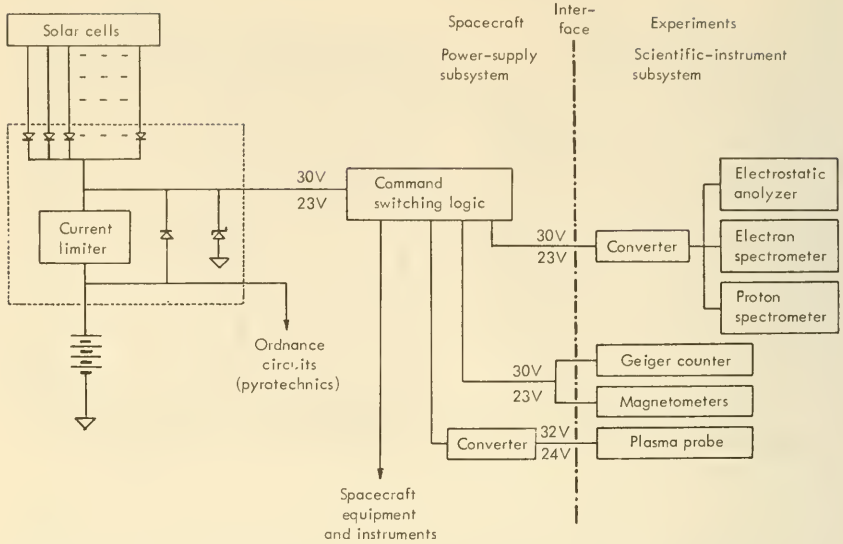 Solar cells
Spacecraft
Inter-
face
Experiments
Power-supply
subsystem
Scientific-instrument
subsystem
30V
23V
Command
switching logic
Current
limiter
Electrostatic
anolyzer
30V
23V
Converter
Electran
spectrometer
Proton
spectrometer
Ordnance
circuits
(pyrotechnics)
30V
23V
Geiger counter
Magnetometers
Converter
32V
24V
Plasma probe
Spacecraft
equipment
and instruments